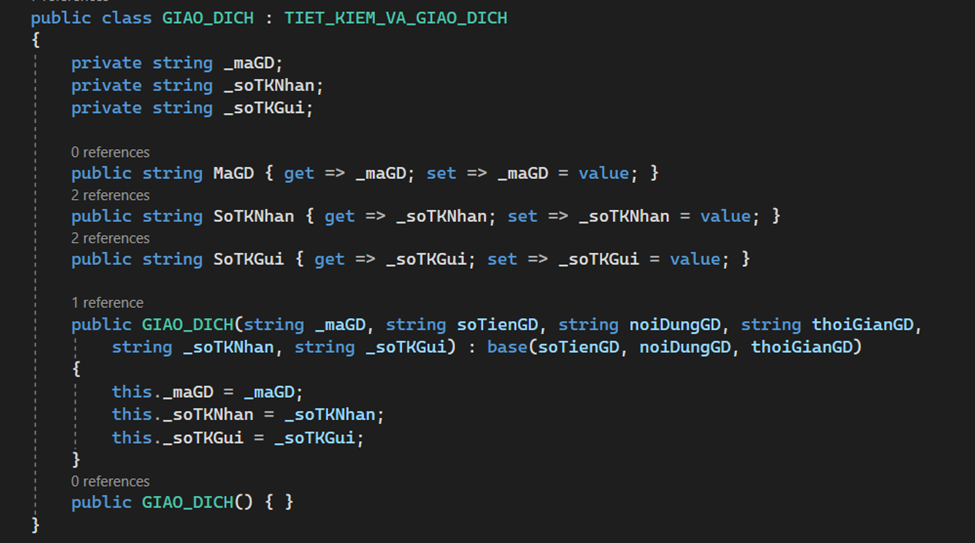 public class GIAO_DICH : TIET_KIEM_VA_GIAO_DICH
{
private string _maGD;
private string _soTKNhan;
private string _soTKGui;
0 references
public string MaGD { get => _maGD; set => _maGD = value; }
2 references
public string SoTKNhan { get => _soTKNhan; set => _soTKNhan = value; }
2 references
public string SoTKGui { get => _soTKGui; set => _soTKGui = value; }
1 reference
public GIAO_DICH(string _maGD, string soTienGD, string noiDungGD, string thoiGianGD,
string _soTKNhan, string _soTKGui) : base(soTienGD, noiDungGD, thoiGianGD)
{
this._maGD = _maGD;
this._soTKNhan = _soTKNhan;
this._soTKGui = _soTKGui;
}
0 references
public GIAO_DICH() { }
}